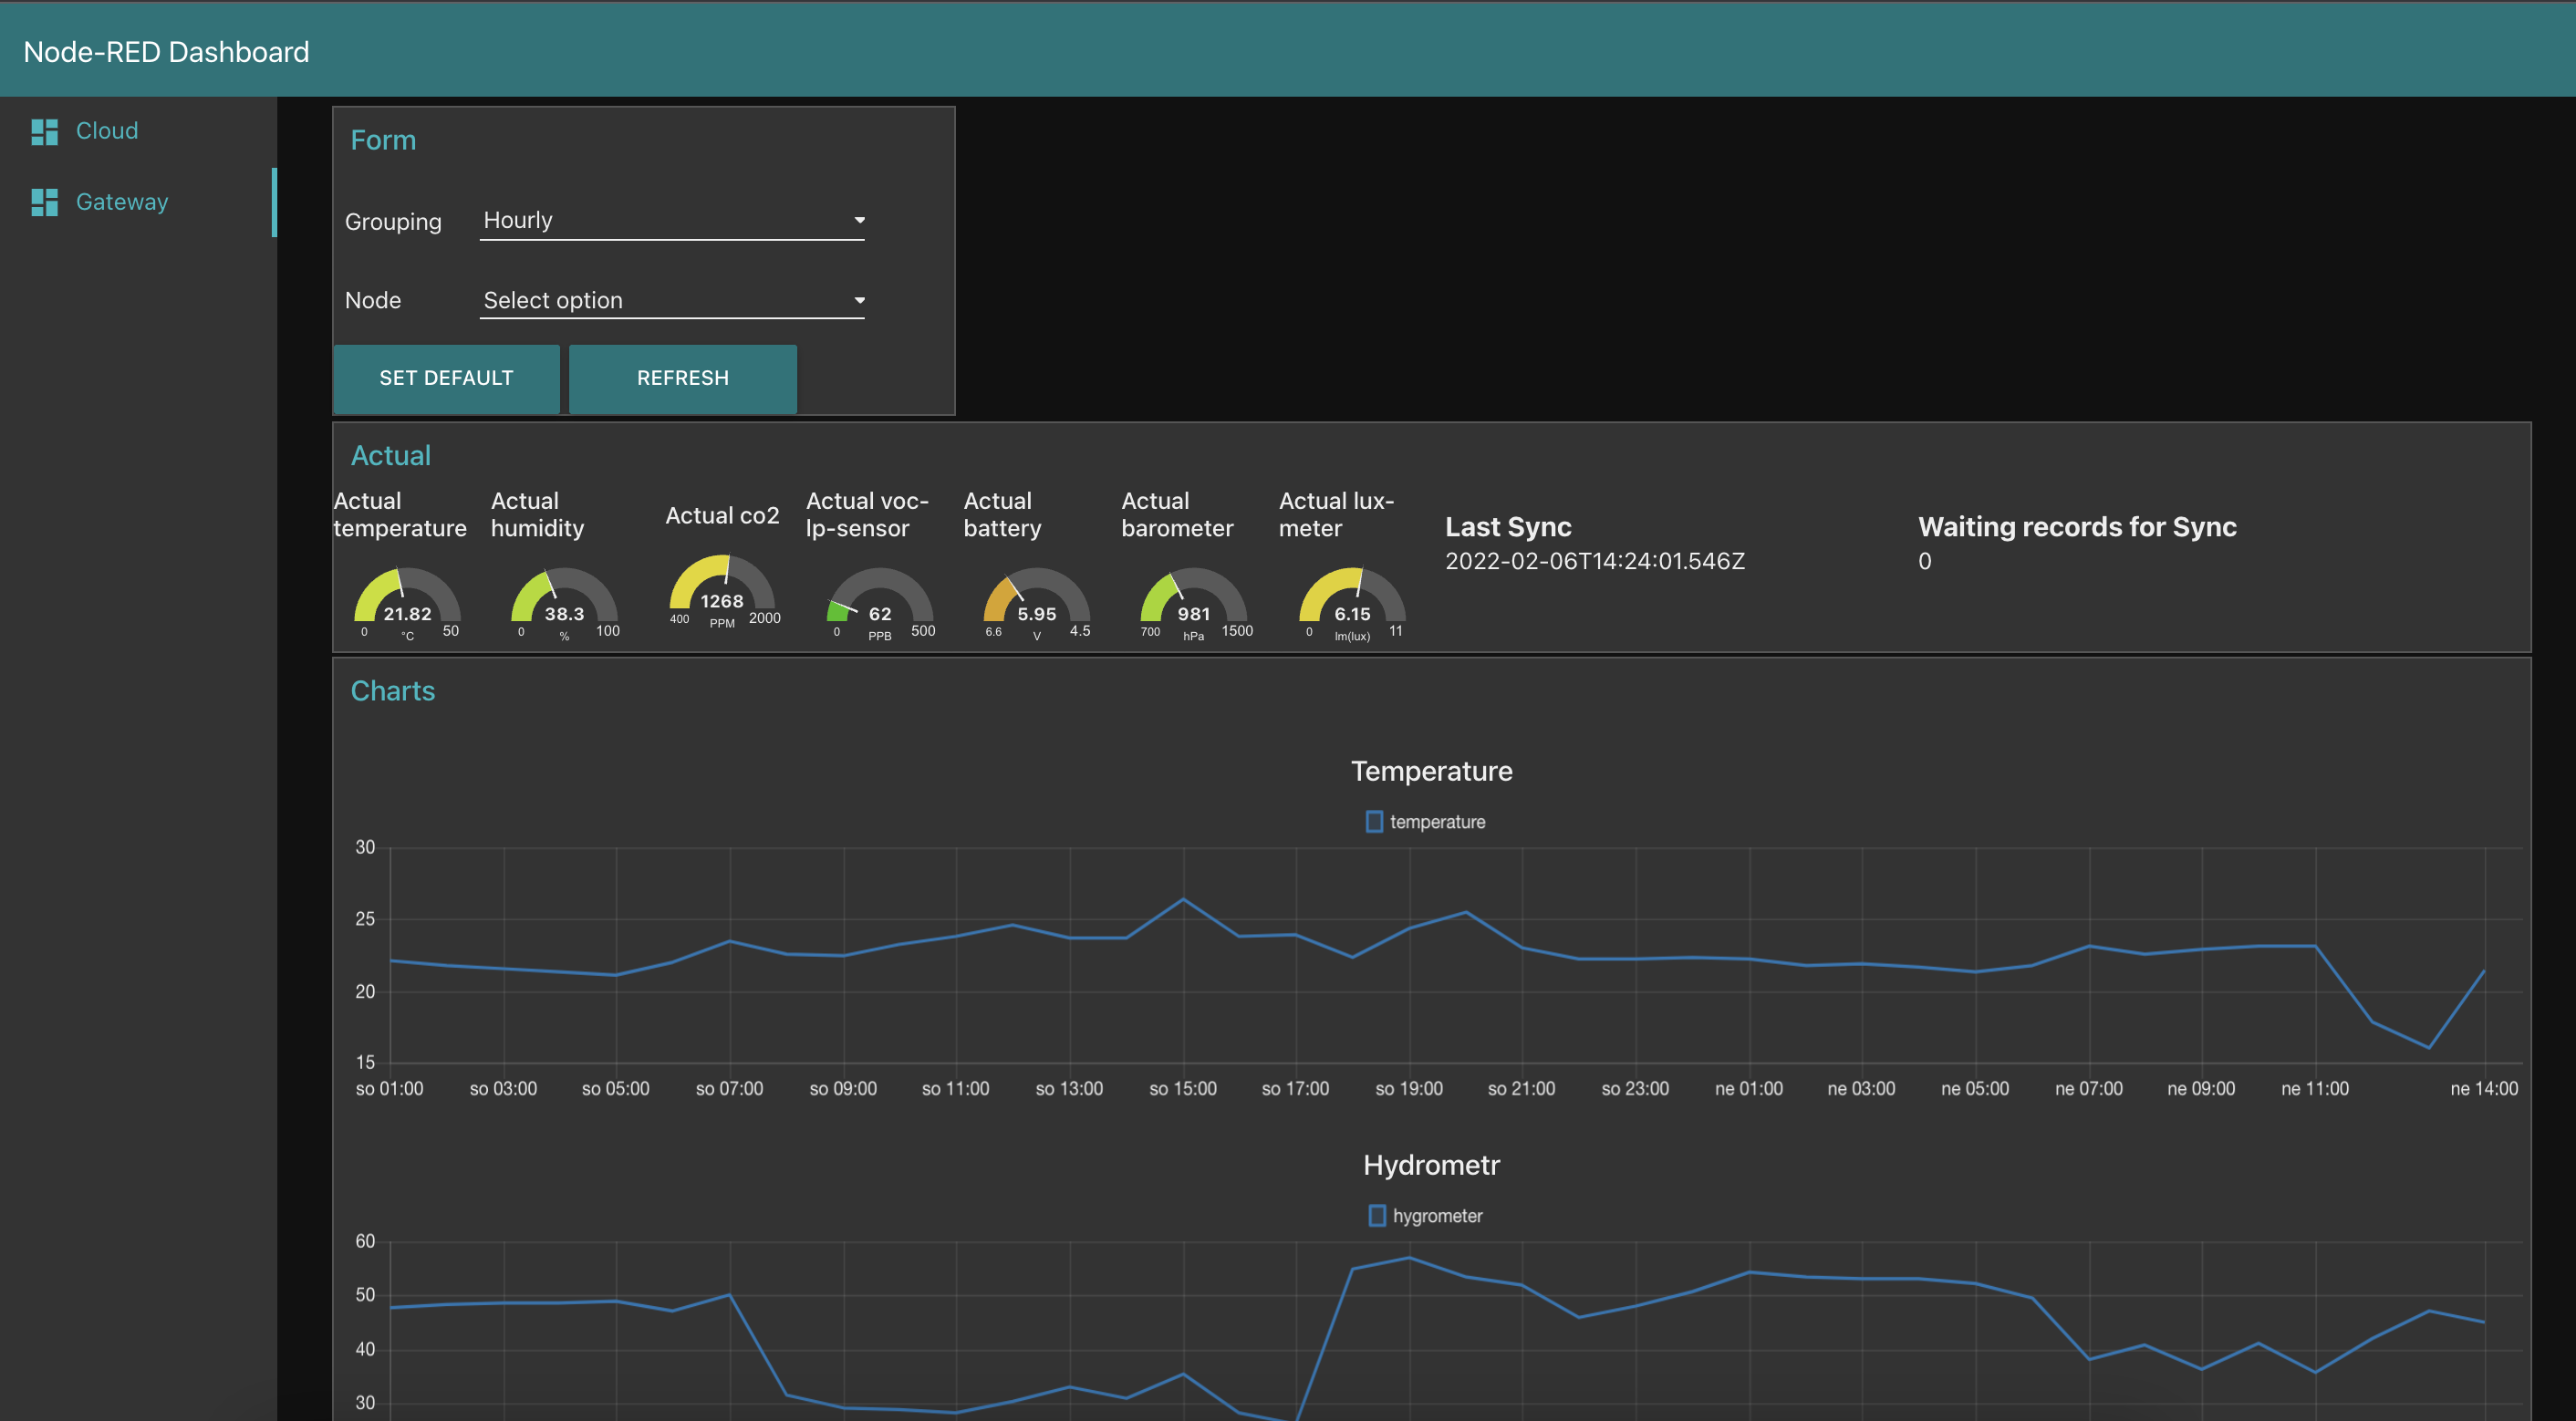 Node-RED Dashboard
Cloud
Gateway
Form
Grouping Hourly
Node Select option
SET DEFAULT REFRESH
Actual
Actual
temperature
21.82
0 °C 50
Actual
humidity
38.3
0 % 100
Actual co2
1268
400 PPM 2000
Actual voc-
lp-sensor
62
0 PPB 500
Actual
battery
5.95
6.6 V 4.5
Actual
barometer
981
700 hPa 1500
Actual lux-
meter
6.15
0 lm(lux) 11
Last Sync
2022-02-06T14:24:01.546Z
Waiting records for Sync
0
Charts
Temperature
temperature
30
25
20
15
so 01:00 so 03:00 so 05:00 so 07:00 so 09:00 so 11:00 so 13:00 so 15:00 so 17:00 so 19:00 so 21:00 so 23:00 ne 01:00 ne 03:00 ne 05:00 ne 07:00 ne 09:00 ne 11:00 ne 14:00
Hydrometr
hygrometer
60
50
40
30